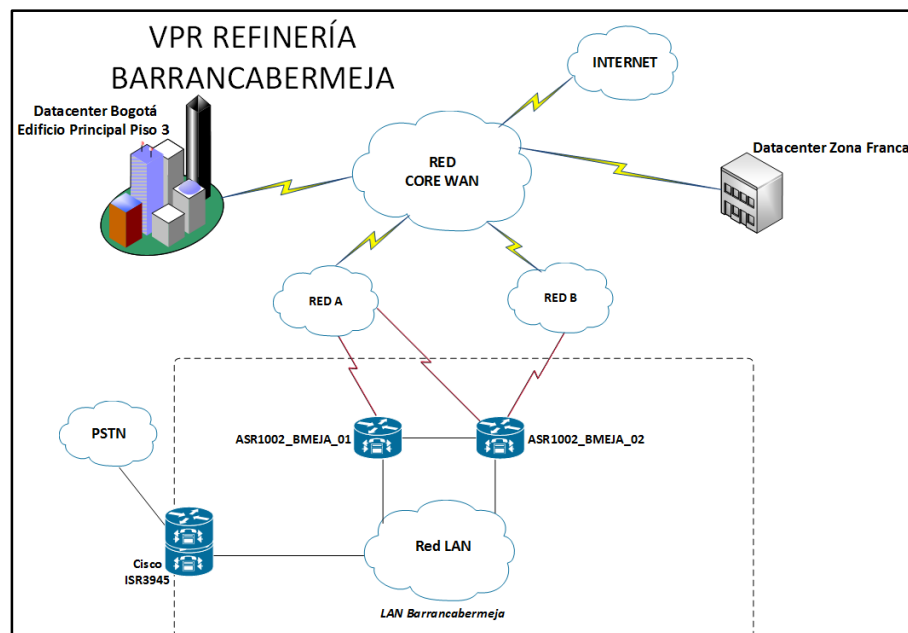 VPR REFINERÍA
BARRANCABERMEJA
INTERNET
Datacenter Bogotá
Edificio Principal Piso 3
RED
CORE WAN
Datacenter Zona Franca
RED A
RED B
PSTN
ASR1002_BMEJA_01
ASR1002_BMEJA_02
Cisco
ISR3945
Red LAN
LAN Barrancabermeja